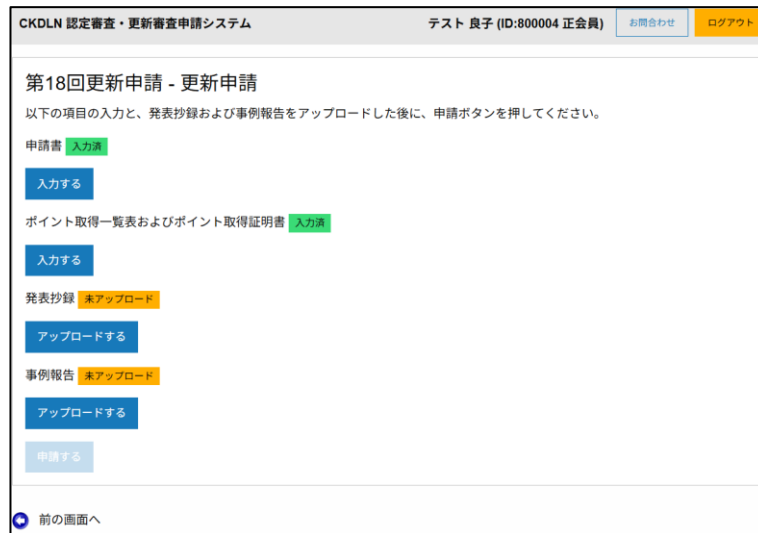 CKDLN 認定審査・更新審査申請システム テスト 良子 (ID:800004 正会員) お問合わせ ログアウト
第18回更新申請 - 更新申請
以下の項目の入力と、発表抄録および事例報告をアップロードした後に、申請ボタンを押してください。
申請書 入力済
入力する
ポイント取得一覧表およびポイント取得証明書 入力済
入力する
発表抄録 未アップロード
アップロードする
事例報告 未アップロード
アップロードする
申請する
前の画面へ